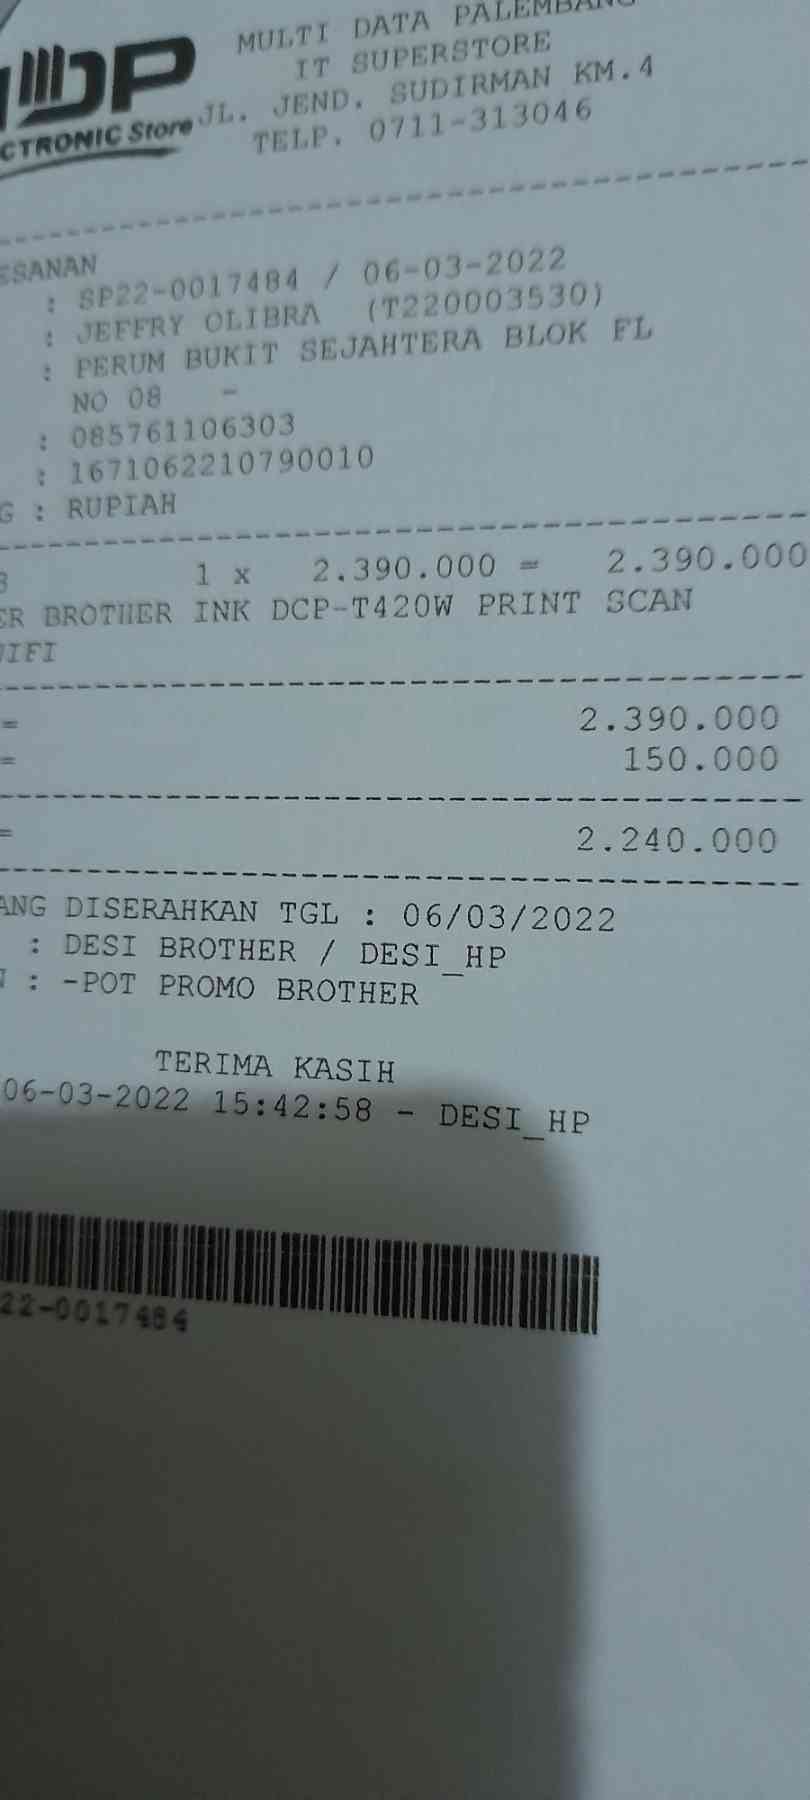 MDP
MULTI DATA PALEMBANG
IT SUPERSTORE
JL. JEND. SUDIRMAN KM.4
TELP. 0711-313046
CTRONIC Store
ESANAN
: SP22-0017484 / 06-03-2022
: JEFFRY OLIBRA (T220003530)
: PERUM BUKIT SEJAHTERA BLOK FL
NO 08 -
: 085761106303
: 1671062210790010
G : RUPIAH
1 x 2.390.000 = 2.390.000
ER BROTHER INK DCP-T420W PRINT SCAN
WIFI
= 2.390.000
= 150.000
= 2.240.000
ANG DISERAHKAN TGL : 06/03/2022
: DESI BROTHER / DESI_HP
N : -POT PROMO BROTHER
TERIMA KASIH
06-03-2022 15:42:58 - DESI_HP
22-0017484